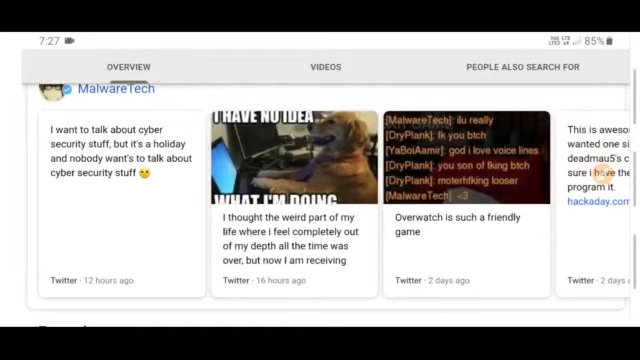 7:27
85%
OVERVIEW
VIDEOS
PEOPLE ALSO SEARCH FOR
MalwareTech
I want to talk about cyber
security stuff, but it's a holiday
and nobody want's to talk about
cyber security stuff
Twitter · 12 hours ago
I HAVE NO IDEA
WHAT I'M DOING
I thought the weird part of my
life where i feel completely out
of my depth all the time was
over, but now I am receiving
Twitter · 16 hours ago
[MalwareTech]: ilu really
[DryPlank]: fk you btch
[YaBoiAamir]: god i love voice lines
[DryPlank]: you son of fking btch
[DryPlank]: moterhfking looser
[MalwareTech]: <3
Overwatch is such a friendly
game
Twitter · 2 days ago
This is aweso
wanted one si
deadmau5's c
sure i have the
program it.
hackaday.com
Twitter · 2 days a